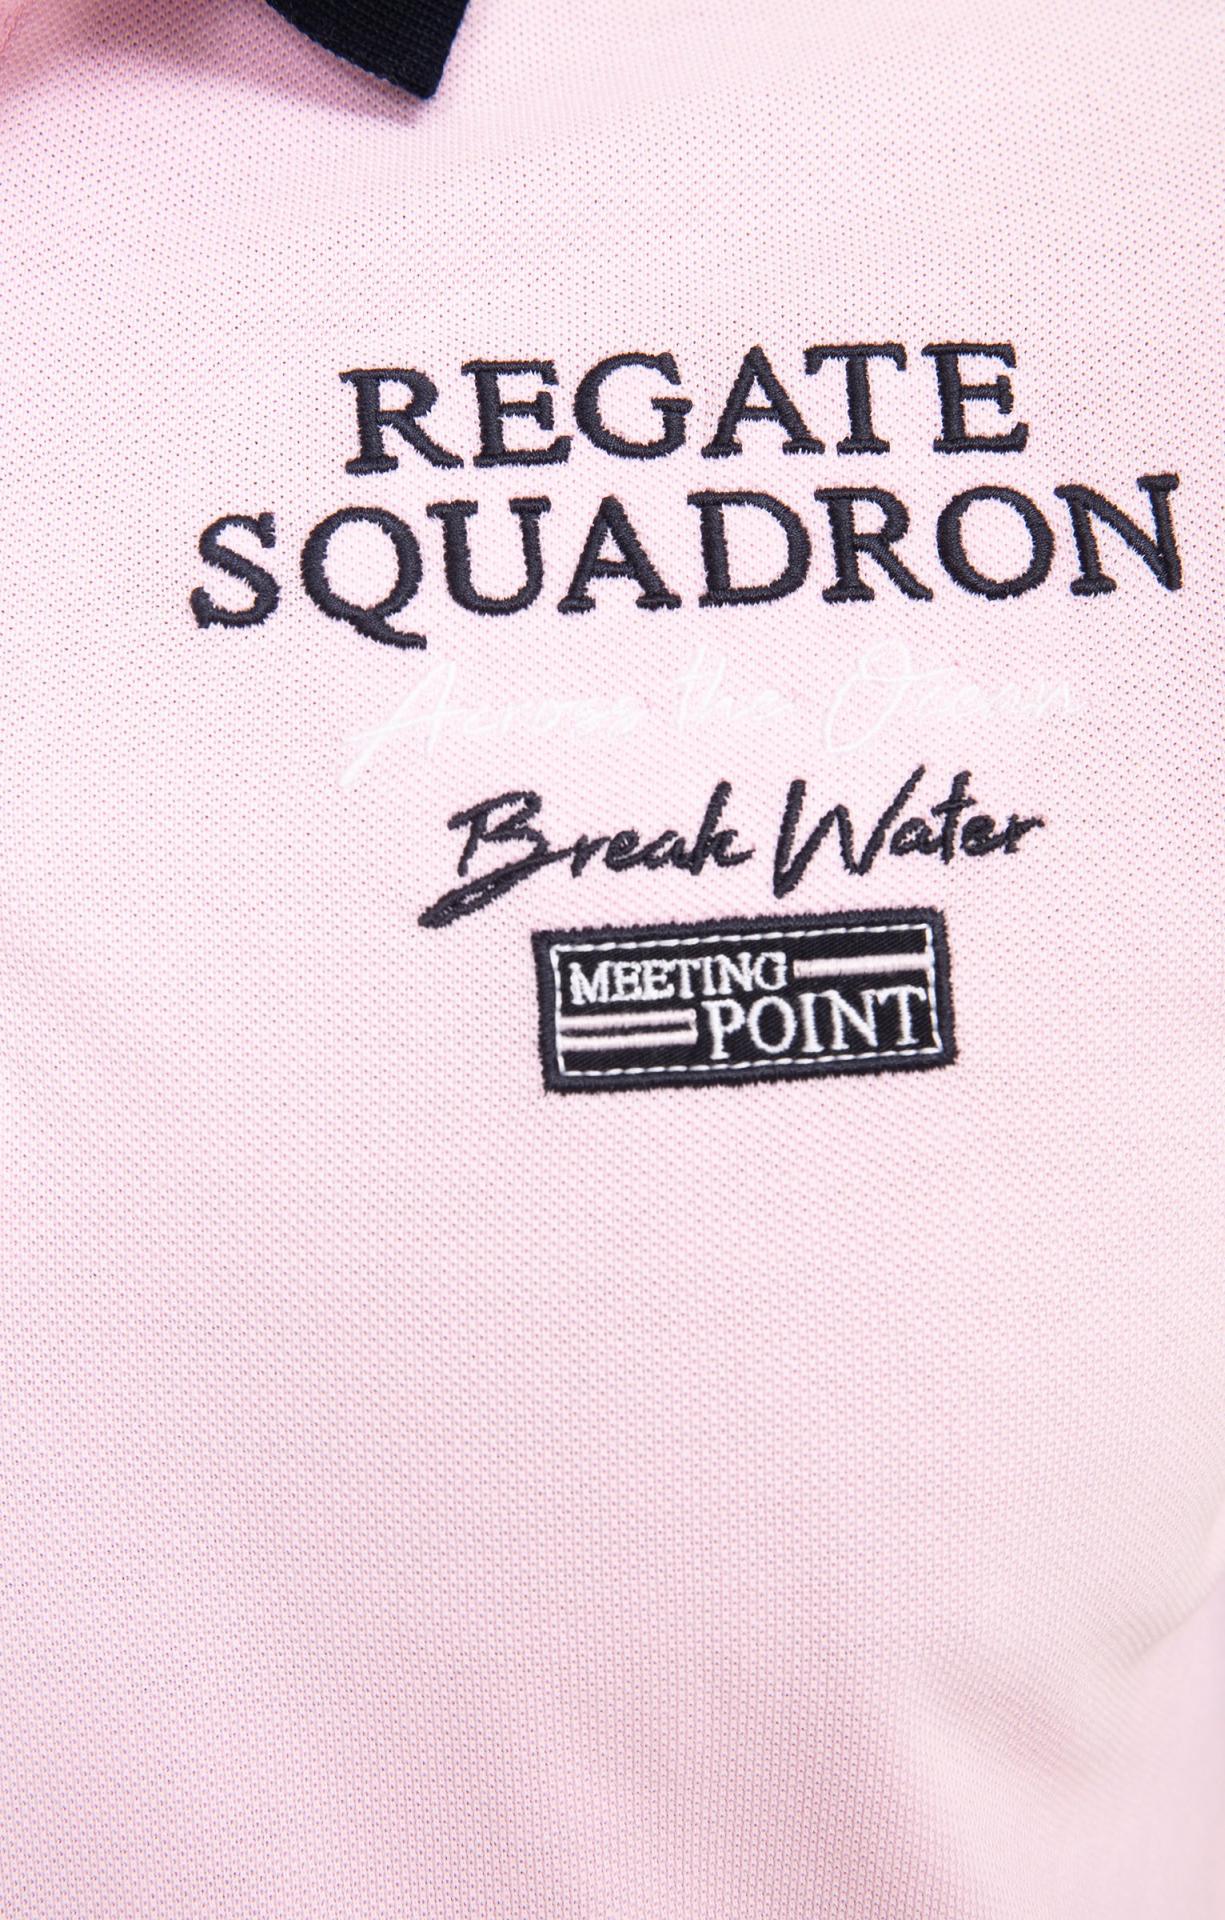 REGATE
SQUADRON
Across the Ocean
Break Water
MEETING
POINT